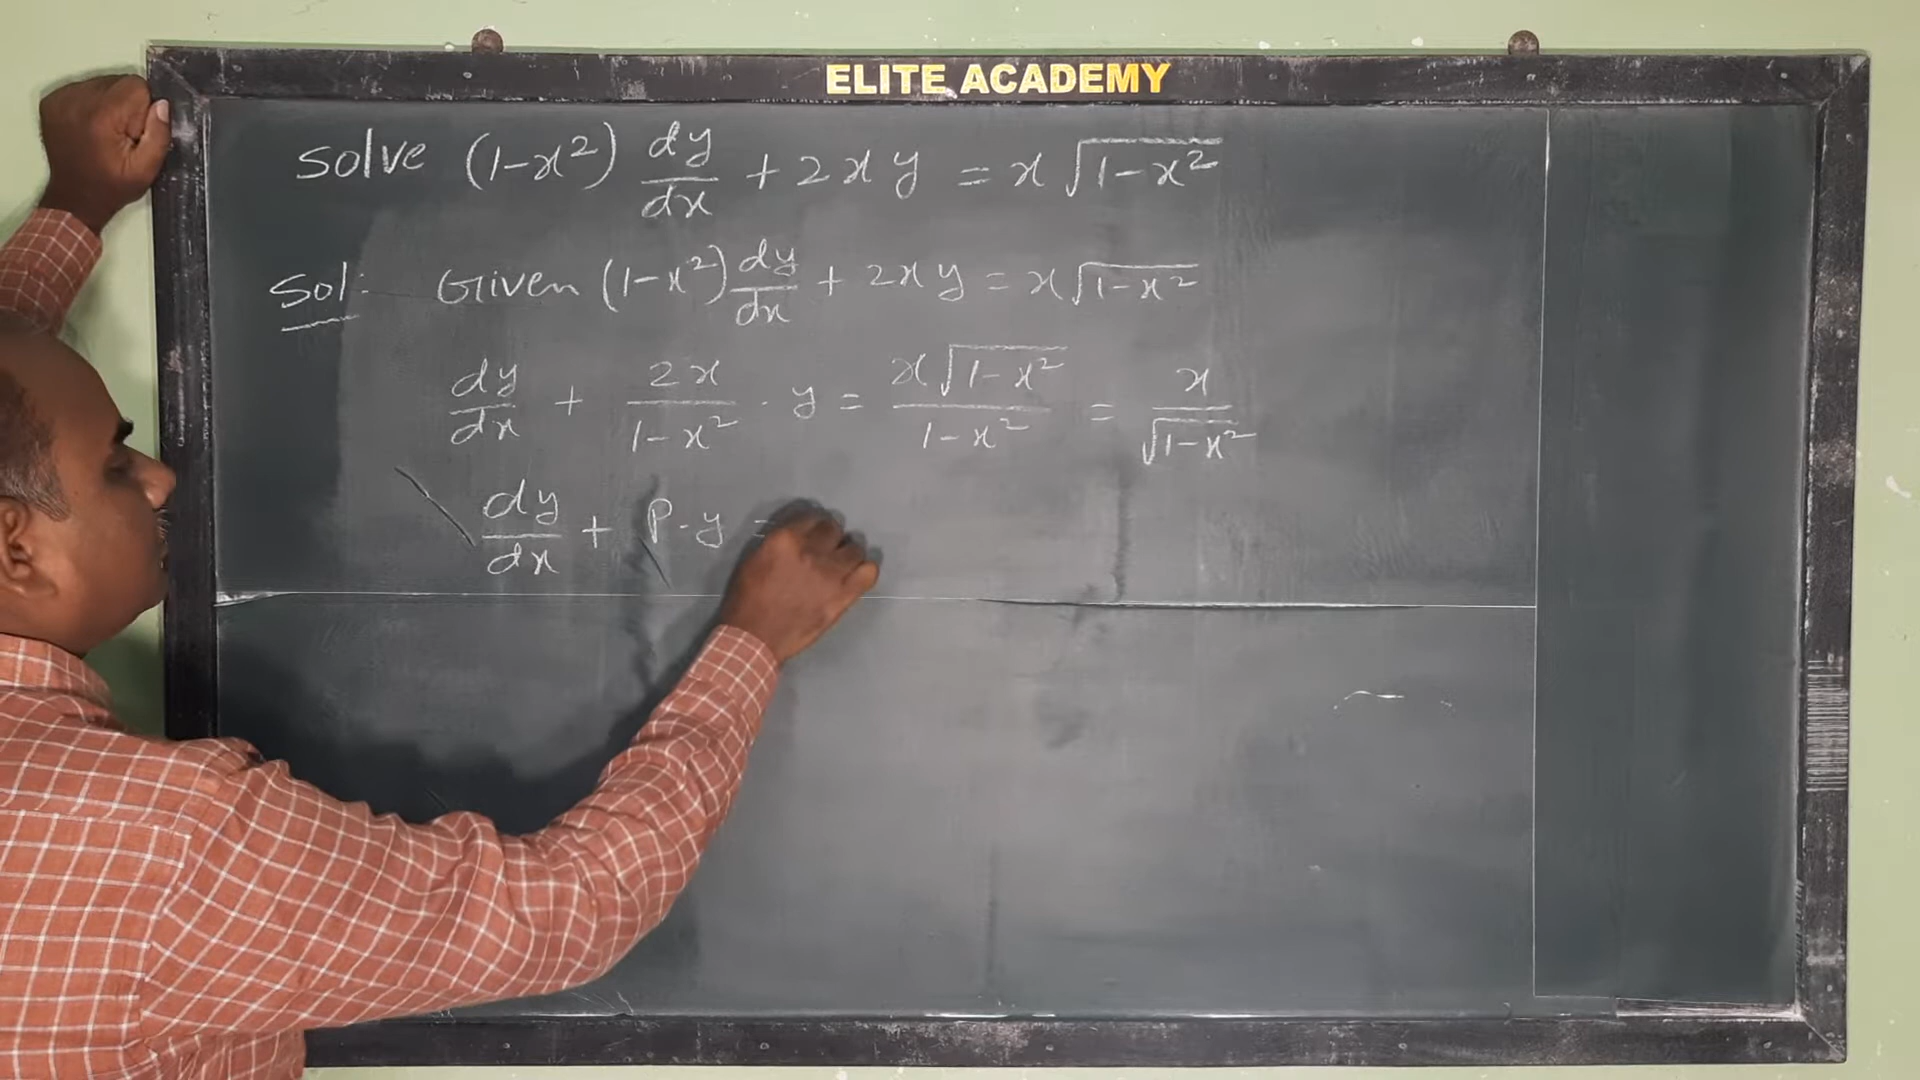 ELITE ACADEMY
Solve (1-x²) dy/dx + 2xy = x√(1-x²)
Sol: Given (1-x²) dy/dx + 2xy = x√(1-x²)
dy/dx + 2x/(1-x²) · y = x√(1-x²)/(1-x²) = x/√(1-x²)
dy/dx + P·y =